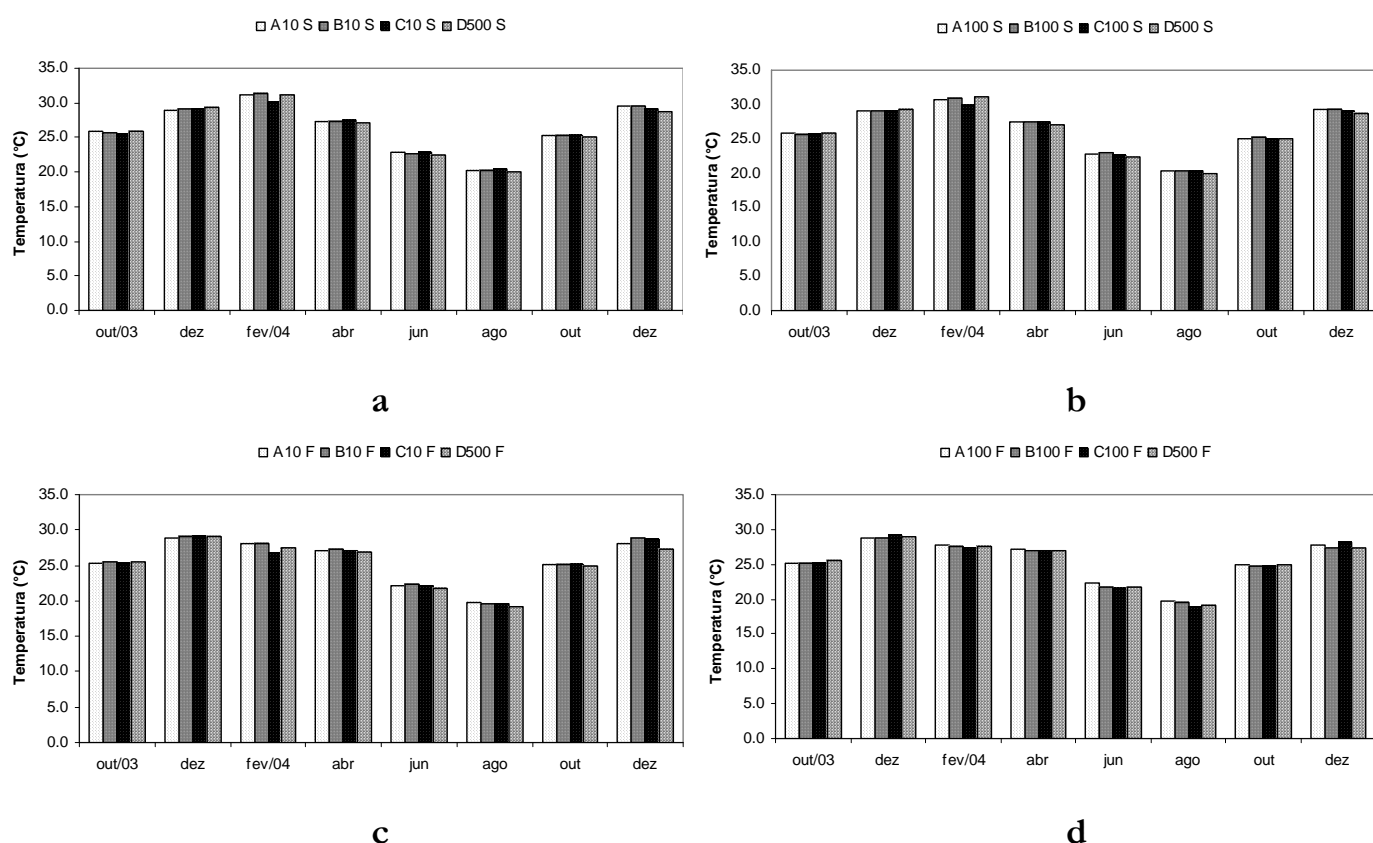 A10 S B10 S C10 S D500 S
Temperatura (°C)
35.0
30.0
25.0
20.0
15.0
10.0
5.0
0.0
out/03 dez fev/04 abr jun ago out dez
a
A100 S B100 S C100 S D500 S
Temperatura (°C)
35.0
30.0
25.0
20.0
15.0
10.0
5.0
0.0
out/03 dez fev/04 abr jun ago out dez
b
A10 F B10 F C10 F D500 F
Temperatura (°C)
35.0
30.0
25.0
20.0
15.0
10.0
5.0
0.0
out/03 dez fev/04 abr jun ago out dez
c
A100 F B100 F C100 F D500 F
Temperatura (°C)
35.0
30.0
25.0
20.0
15.0
10.0
5.0
0.0
out/03 dez fev/04 abr jun ago out dez
d